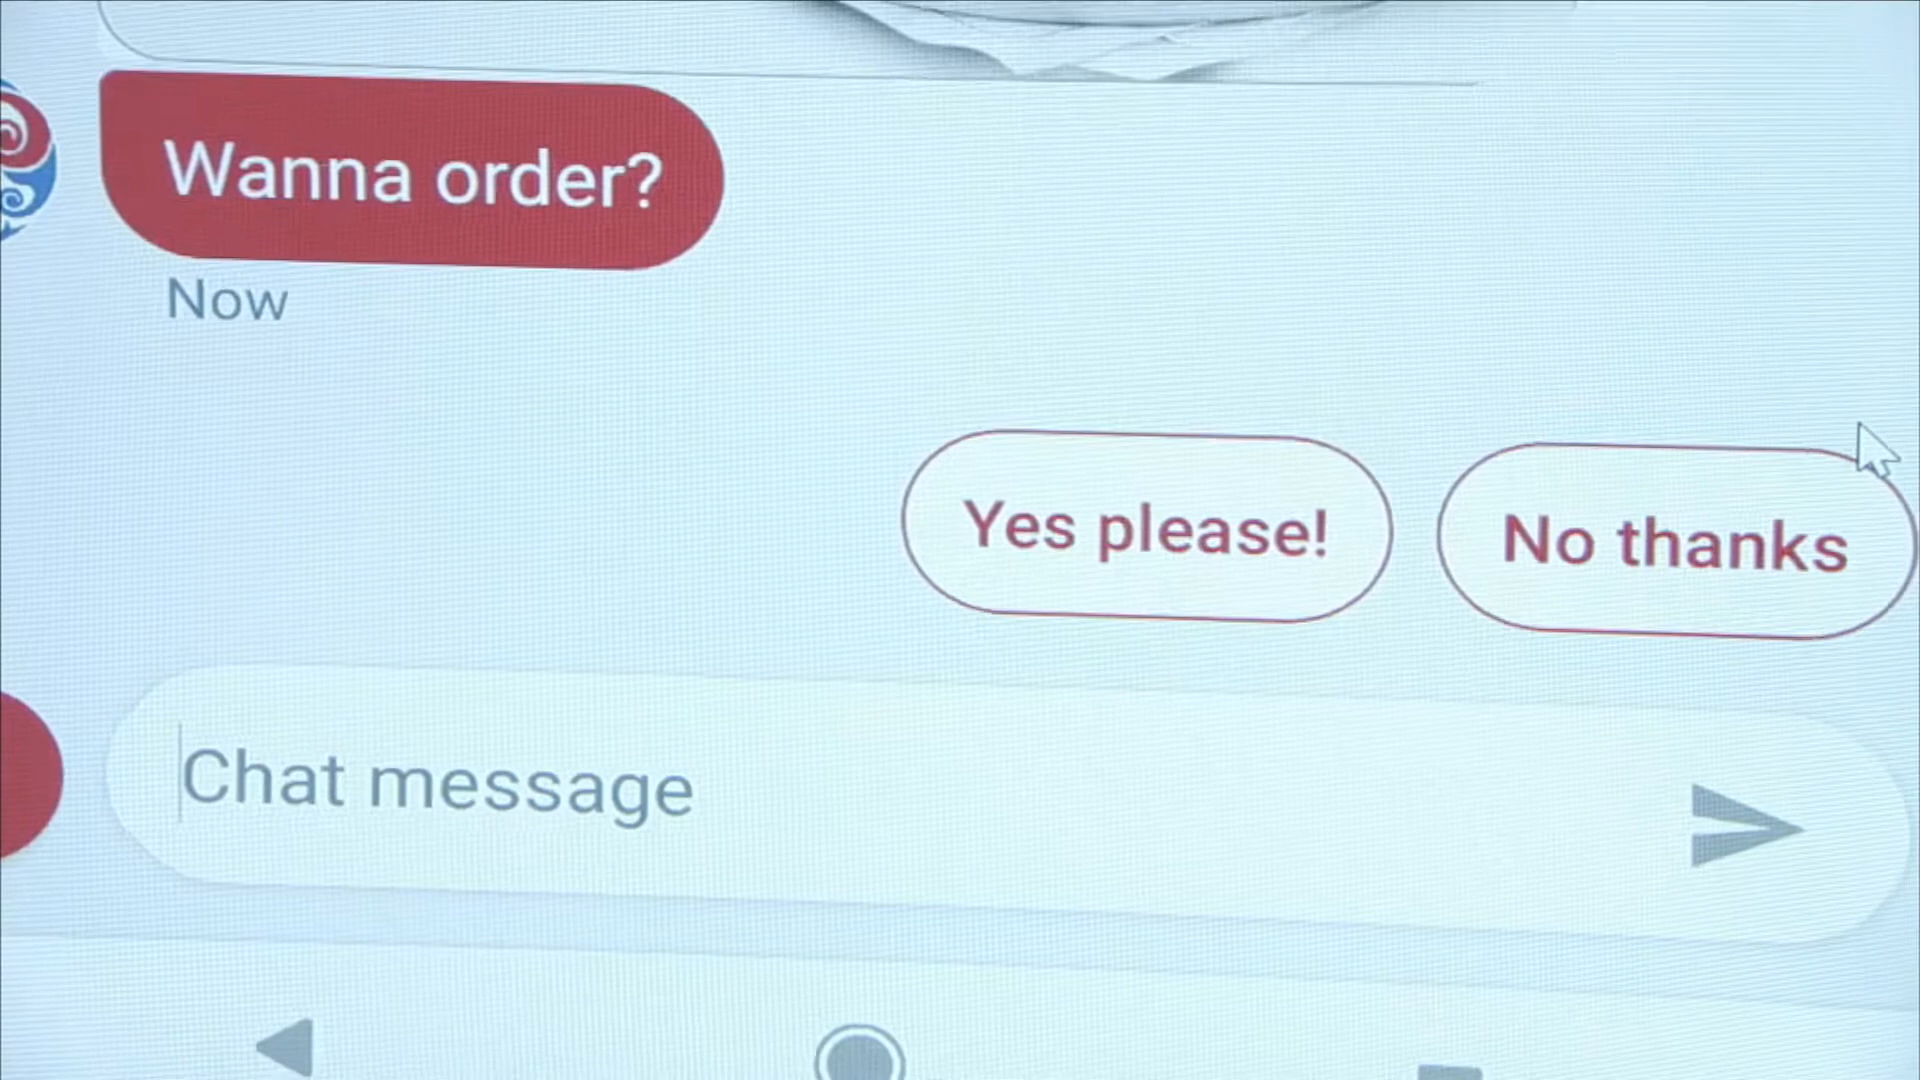 Wanna order?
Now
Yes please!
No thanks
Chat message